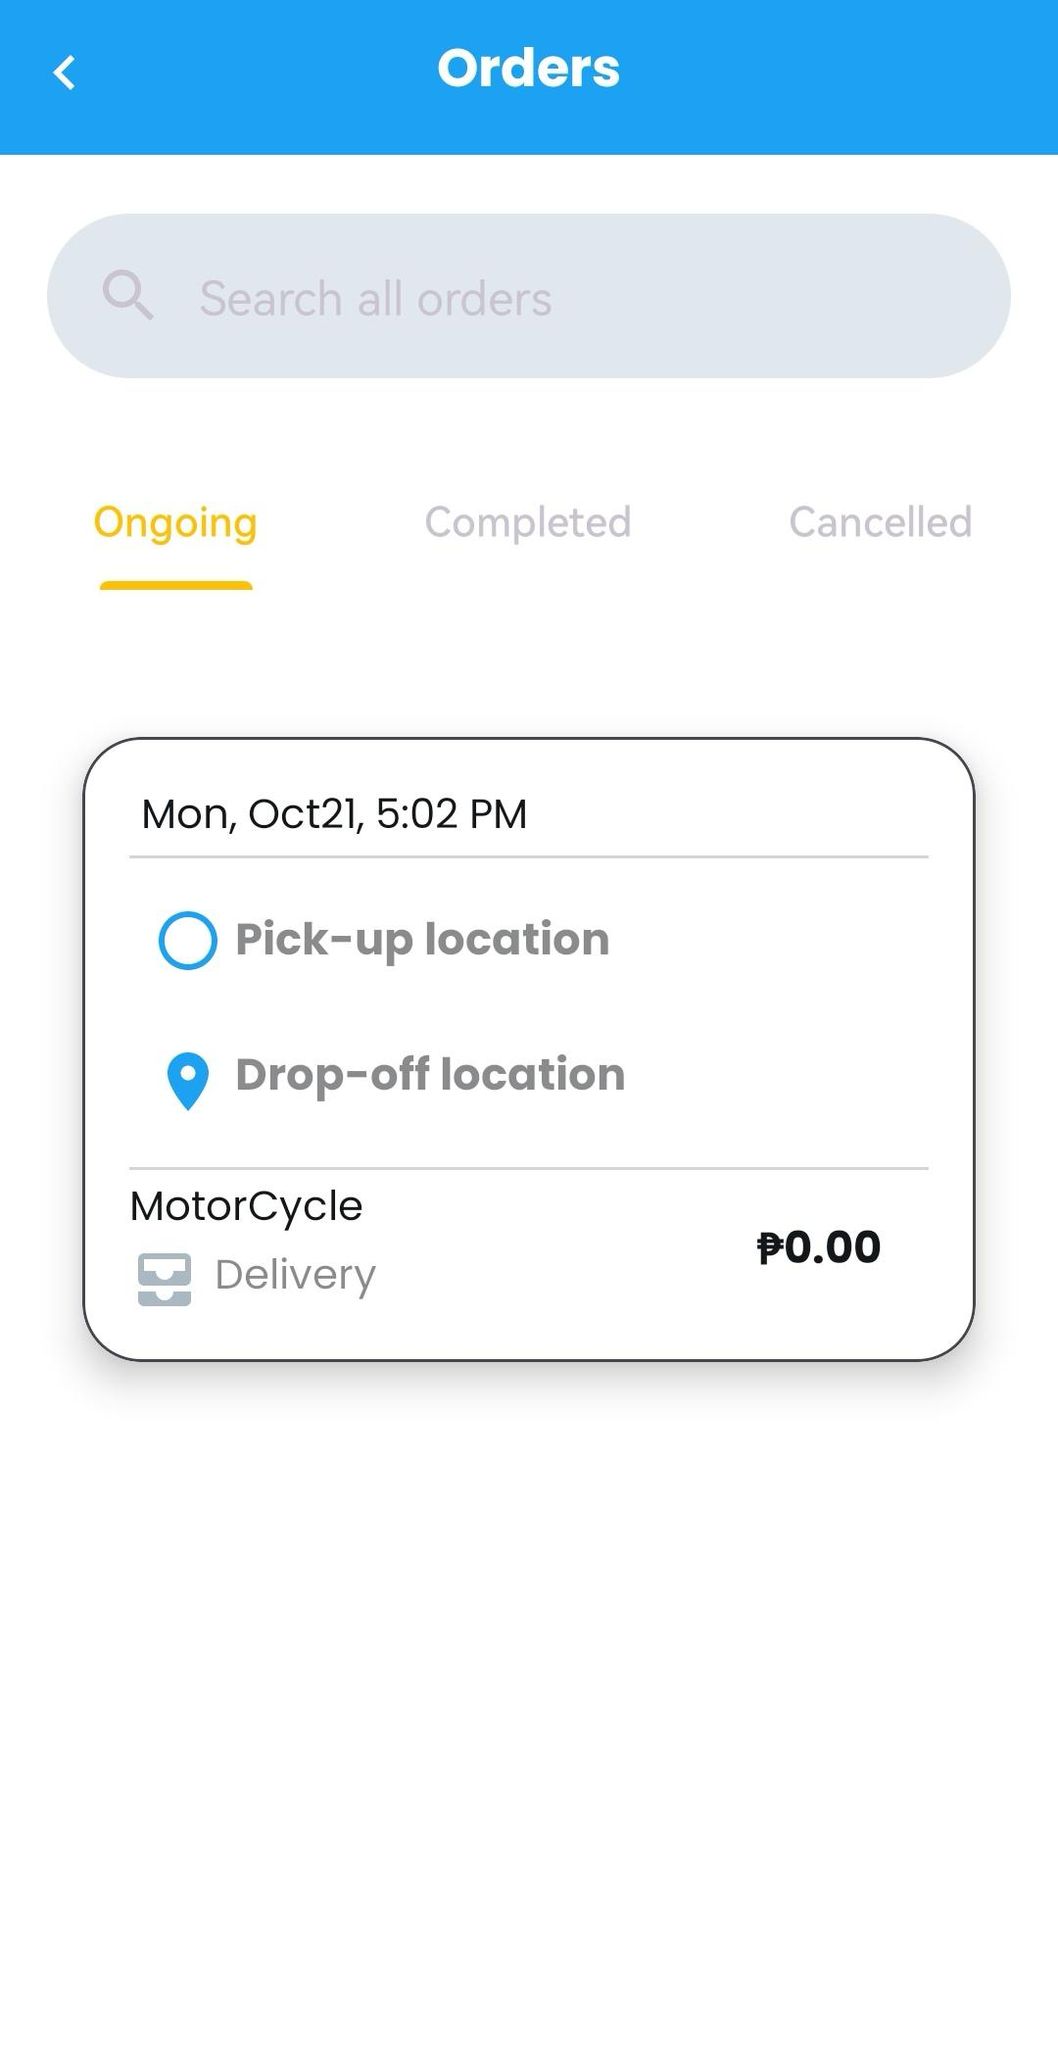 Orders
Search all orders
Ongoing Completed Cancelled
Mon, Oct21, 5:02 PM
Pick-up location
Drop-off location
MotorCycle
₱0.00
Delivery